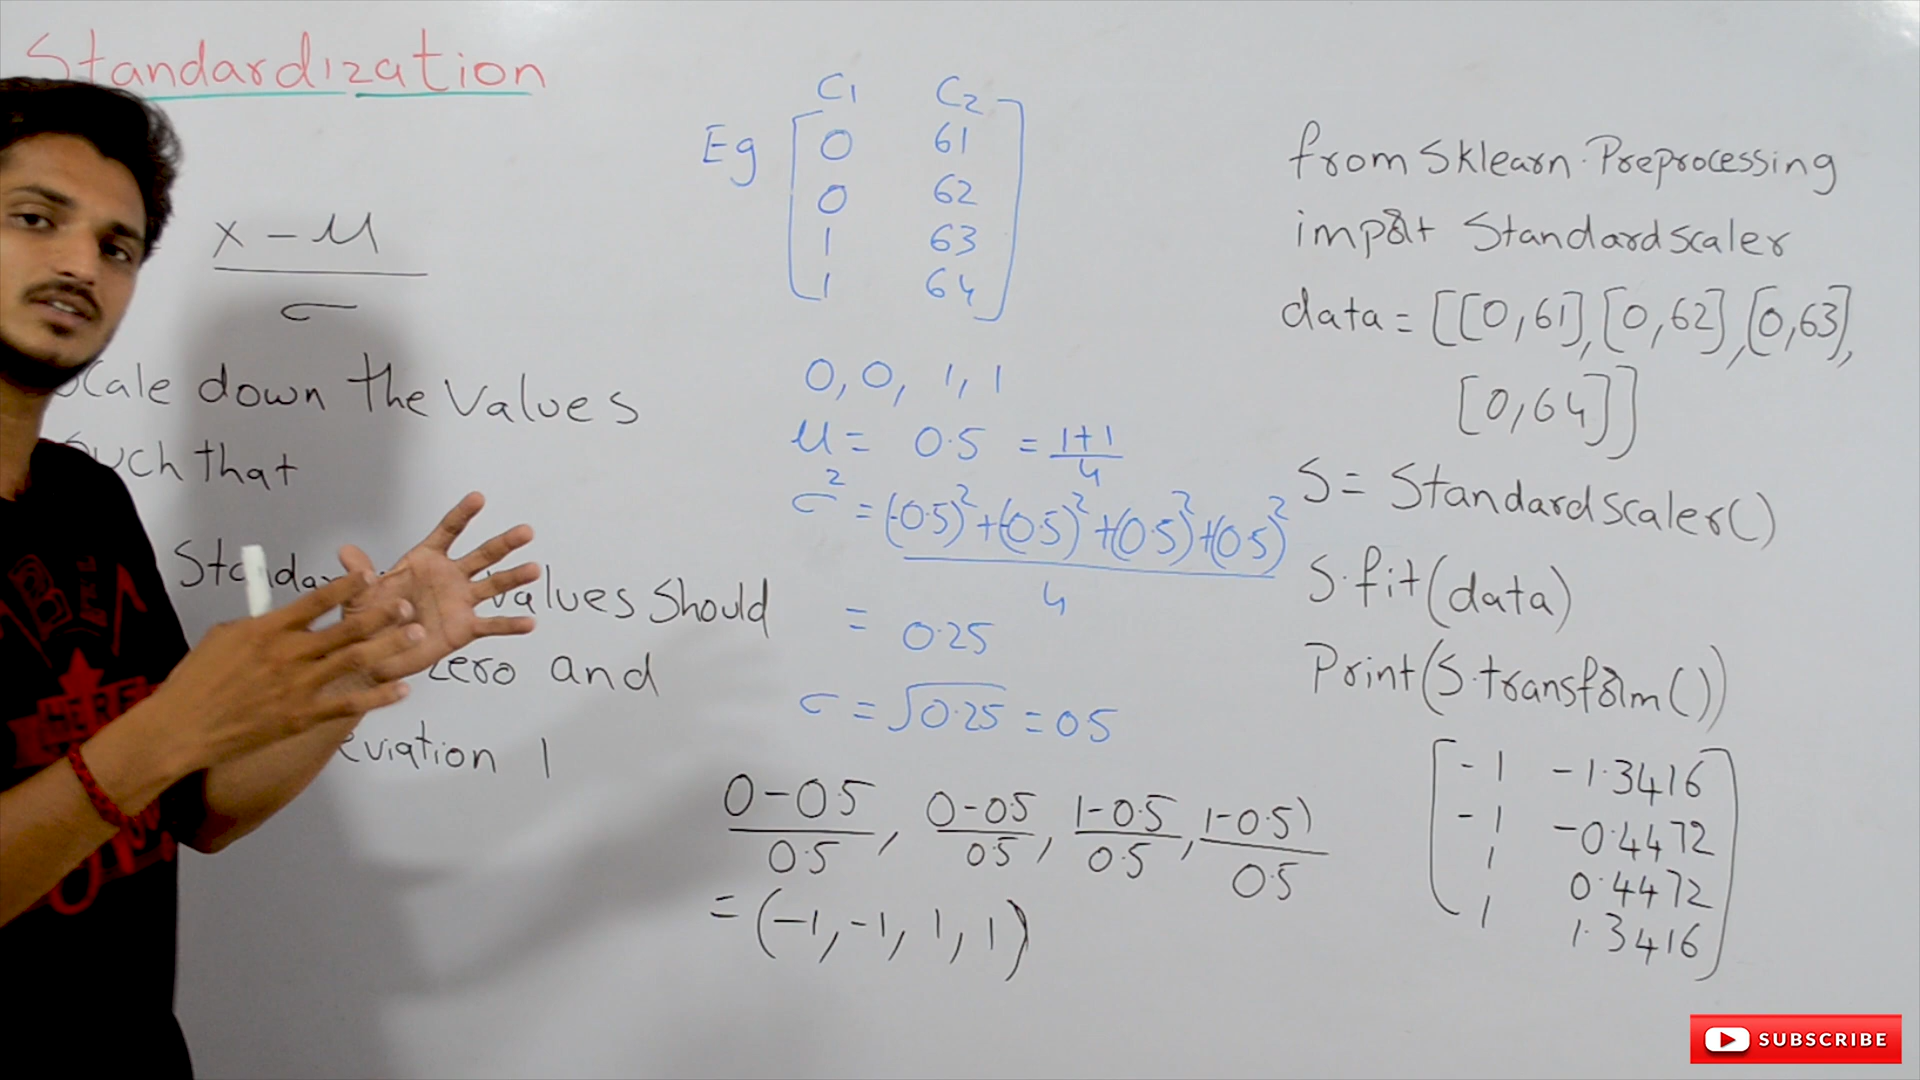 Standardization
x - μ
σ
Scale down the Values
Such that
Values Should
zero and
eviation 1
C1 C2
Eg
0 61
0 62
1 63
1 64
0, 0, 1, 1
μ = 0.5 = 1+1
4
σ² = (-0.5)² + (-0.5)² + (0.5)² + (0.5)²
4
= 0.25
σ = √0.25 = 0.5
0-0.5 , 0-0.5 , 1-0.5 , 1-0.5)
0.5 0.5 0.5 0.5
= (-1, -1, 1, 1)
from Sklearn.Preprocessing
import Standardscaler
data = [[0,61],[0,62],[0,63],
[0,64]]
S = Standardscaler()
S.fit(data)
Print(S.transform())
-1 -1.3416
-1 -0.4472
1 0.4472
1 1.3416
SUBSCRIBE